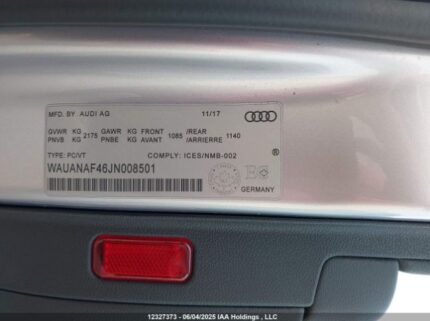 MFD. BY AUDI AG 11/17
GVWR KG 2175 GAWR KG FRONT 1085 /REAR 1140
PNVB KG PNBE KG AVANT /ARRIERRE
TYPE: PC/VT COMPLY: ICES/NMB-002
WAUANAF46JN008501 ®
GERMANY
12327373 - 06/04/2025 IAA Holdings , LLC